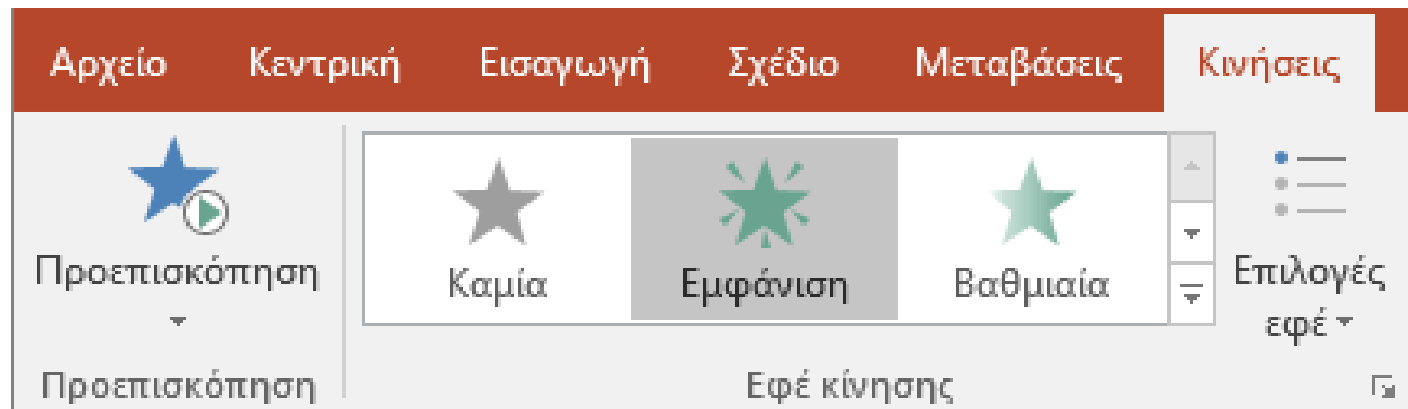 Αρχείο Κεντρική Εισαγωγή Σχέδιο Μεταβάσεις Κινήσεις
Προεπισκόπηση
Καμία Εμφάνιση Βαθμιαία
Επιλογές
εφέ
Προεπισκόπηση Εφέ κίνησης